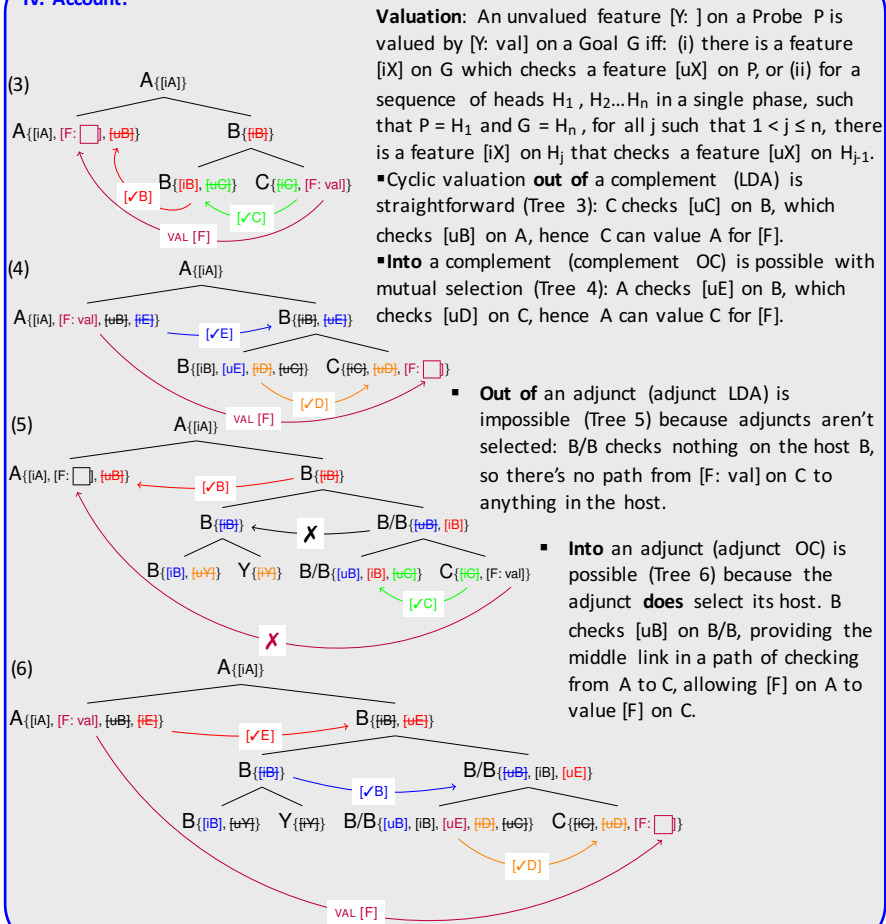 IV. Account:
Valuation: An unvalued feature [Y: ] on a Probe P is
valued by [Y: val] on a Goal G iff: (i) there is a feature
[iX] on G which checks a feature [uX] on P, or (ii) for a
sequence of heads H1 , H2...Hn in a single phase, such
that P = H1 and G = Hn , for all j such that 1 < j ≤ n, there
is a feature [iX] on Hj that checks a feature [uX] on Hj-1.
▪Cyclic valuation out of a complement (LDA) is
straightforward (Tree 3): C checks [uC] on B, which
checks [uB] on A, hence C can value A for [F].
▪Into a complement (complement OC) is possible with
mutual selection (Tree 4): A checks [uE] on B, which
checks [uD] on C, hence A can value C for [F].
▪ Out of an adjunct (adjunct LDA) is
impossible (Tree 5) because adjuncts aren't
selected: B/B checks nothing on the host B,
so there's no path from [F: val] on C to
anything in the host.
▪ Into an adjunct (adjunct OC) is
possible (Tree 6) because the
adjunct does select its host. B
checks [uB] on B/B, providing the
middle link in a path of checking
from A to C, allowing [F] on A to
value [F] on C.
(3)
A{[iA]}
A{[iA], [F: □], [uB]} B{[iB]}
B{[iB], [uC]} C{[iC], [F: val]}
[✓B]
[✓C]
VAL [F]
(4)
A{[iA]}
A{[iA], [F: val], [uB], [iE]} B{[iB], [uE]}
[✓E]
B{[iB], [uE], [iD], [uC]} C{[iC], [uD], [F: □]}
[✓D]
VAL [F]
(5)
A{[iA]}
A{[iA], [F: □], [uB]} B{[iB]}
[✓B]
B{[iB]} ✗ B/B{[uB], [iB]}
B{[iB], [uY]} Y{[iY]} B/B{[uB], [iB], [uC]} C{[iC], [F: val]}
[✓C]
✗
(6)
A{[iA]}
A{[iA], [F: val], [uB], [iE]} B{[iB], [uE]}
[✓E]
B{[iB]} B/B{[uB], [iB], [uE]}
[✓B]
B{[iB], [uY]} Y{[iY]} B/B{[uB], [iB], [uE], [iD], [uC]} C{[iC], [uD], [F: □]}
[✓D]
VAL [F]